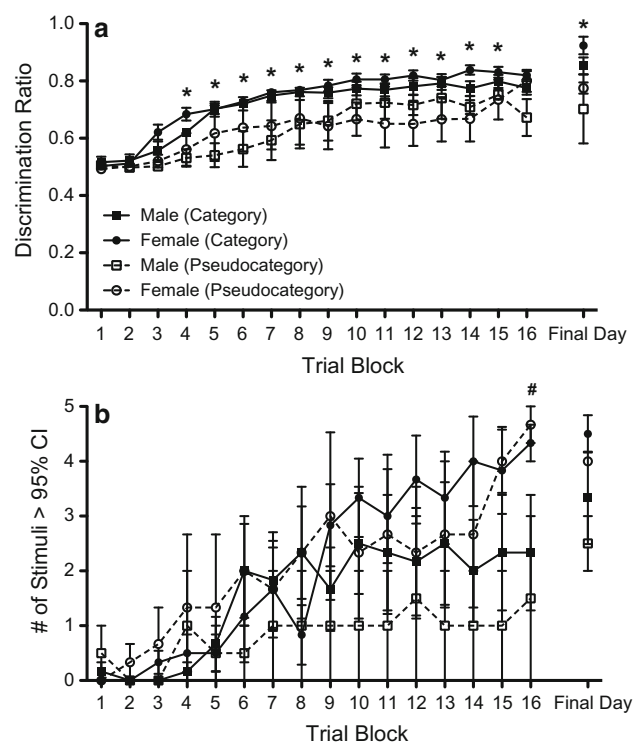 a
Discrimination Ratio
1.0
0.8
0.6
0.4
0.2
0.0
* * * * * * * * * * * * *
Male (Category)
Female (Category)
Male (Pseudocategory)
Female (Pseudocategory)
1 2 3 4 5 6 7 8 9 10 11 12 13 14 15 16 Final Day
Trial Block
b
# of Stimuli > 95% CI
5
4
3
2
1
0
#
1 2 3 4 5 6 7 8 9 10 11 12 13 14 15 16 Final Day
Trial Block